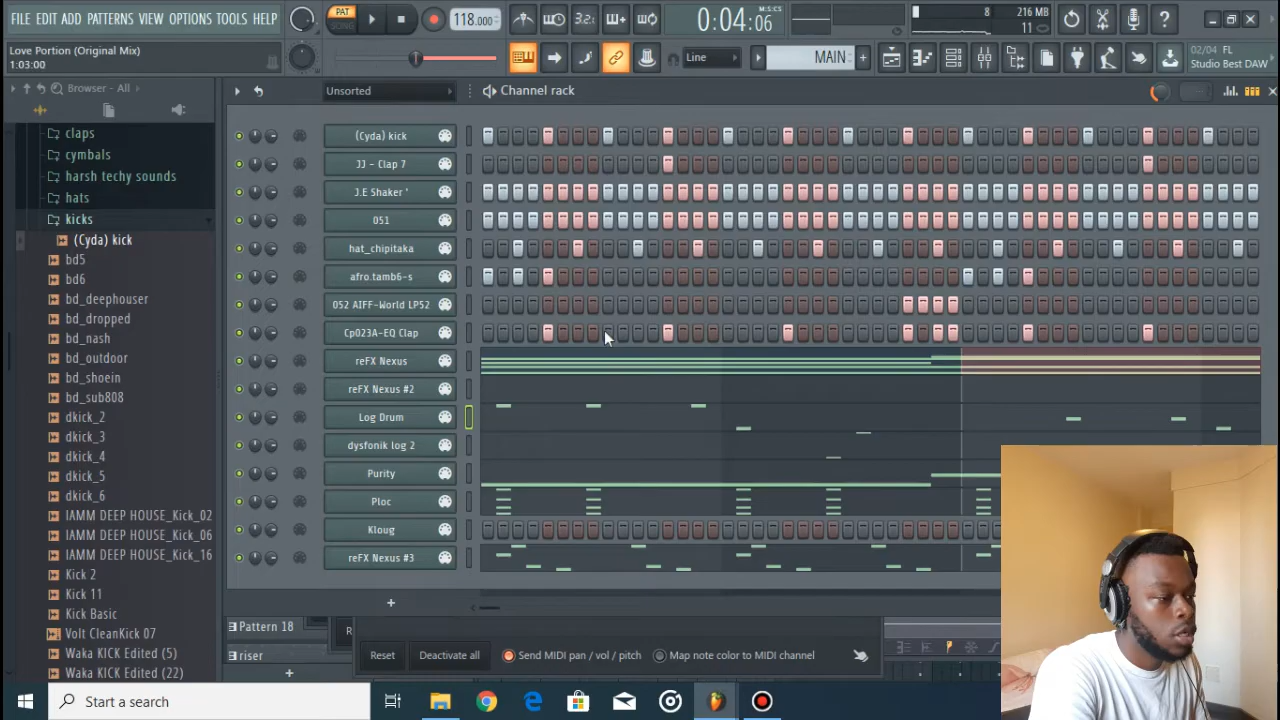 FILE EDIT ADD PATTERNS VIEW OPTIONS TOOLS HELP
PAT
SONG
118.000
3.2.
0:04:06
M:S:CS
8
216 MB
11
Love Portion (Original Mix)
1:03:00
Line
MAIN
02/04 FL
Studio Best DAW
Browser - All
Unsorted
Channel rack
claps
cymbals
harsh techy sounds
hats
kicks
(Cyda) kick
bd5
bd6
bd_deephouser
bd_dropped
bd_nash
bd_outdoor
bd_shoein
bd_sub808
dkick_2
dkick_3
dkick_4
dkick_5
dkick_6
IAMM DEEP HOUSE_Kick_02
IAMM DEEP HOUSE_Kick_06
IAMM DEEP HOUSE_Kick_16
Kick 2
Kick 11
Kick Basic
Volt CleanKick 07
Waka KICK Edited (5)
Waka KICK Edited (22)
(Cyda) kick
JJ - Clap 7
J.E Shaker '
051
hat_chipitaka
afro.tamb6-s
052 AIFF-World LP52
Cp023A-EQ Clap
reFX Nexus
reFX Nexus #2
Log Drum
dysfonik log 2
Purity
Ploc
Kloug
reFX Nexus #3
Pattern 18
riser
R
Reset
Deactivate all
Send MIDI pan / vol / pitch
Map note color to MIDI channel
Start a search